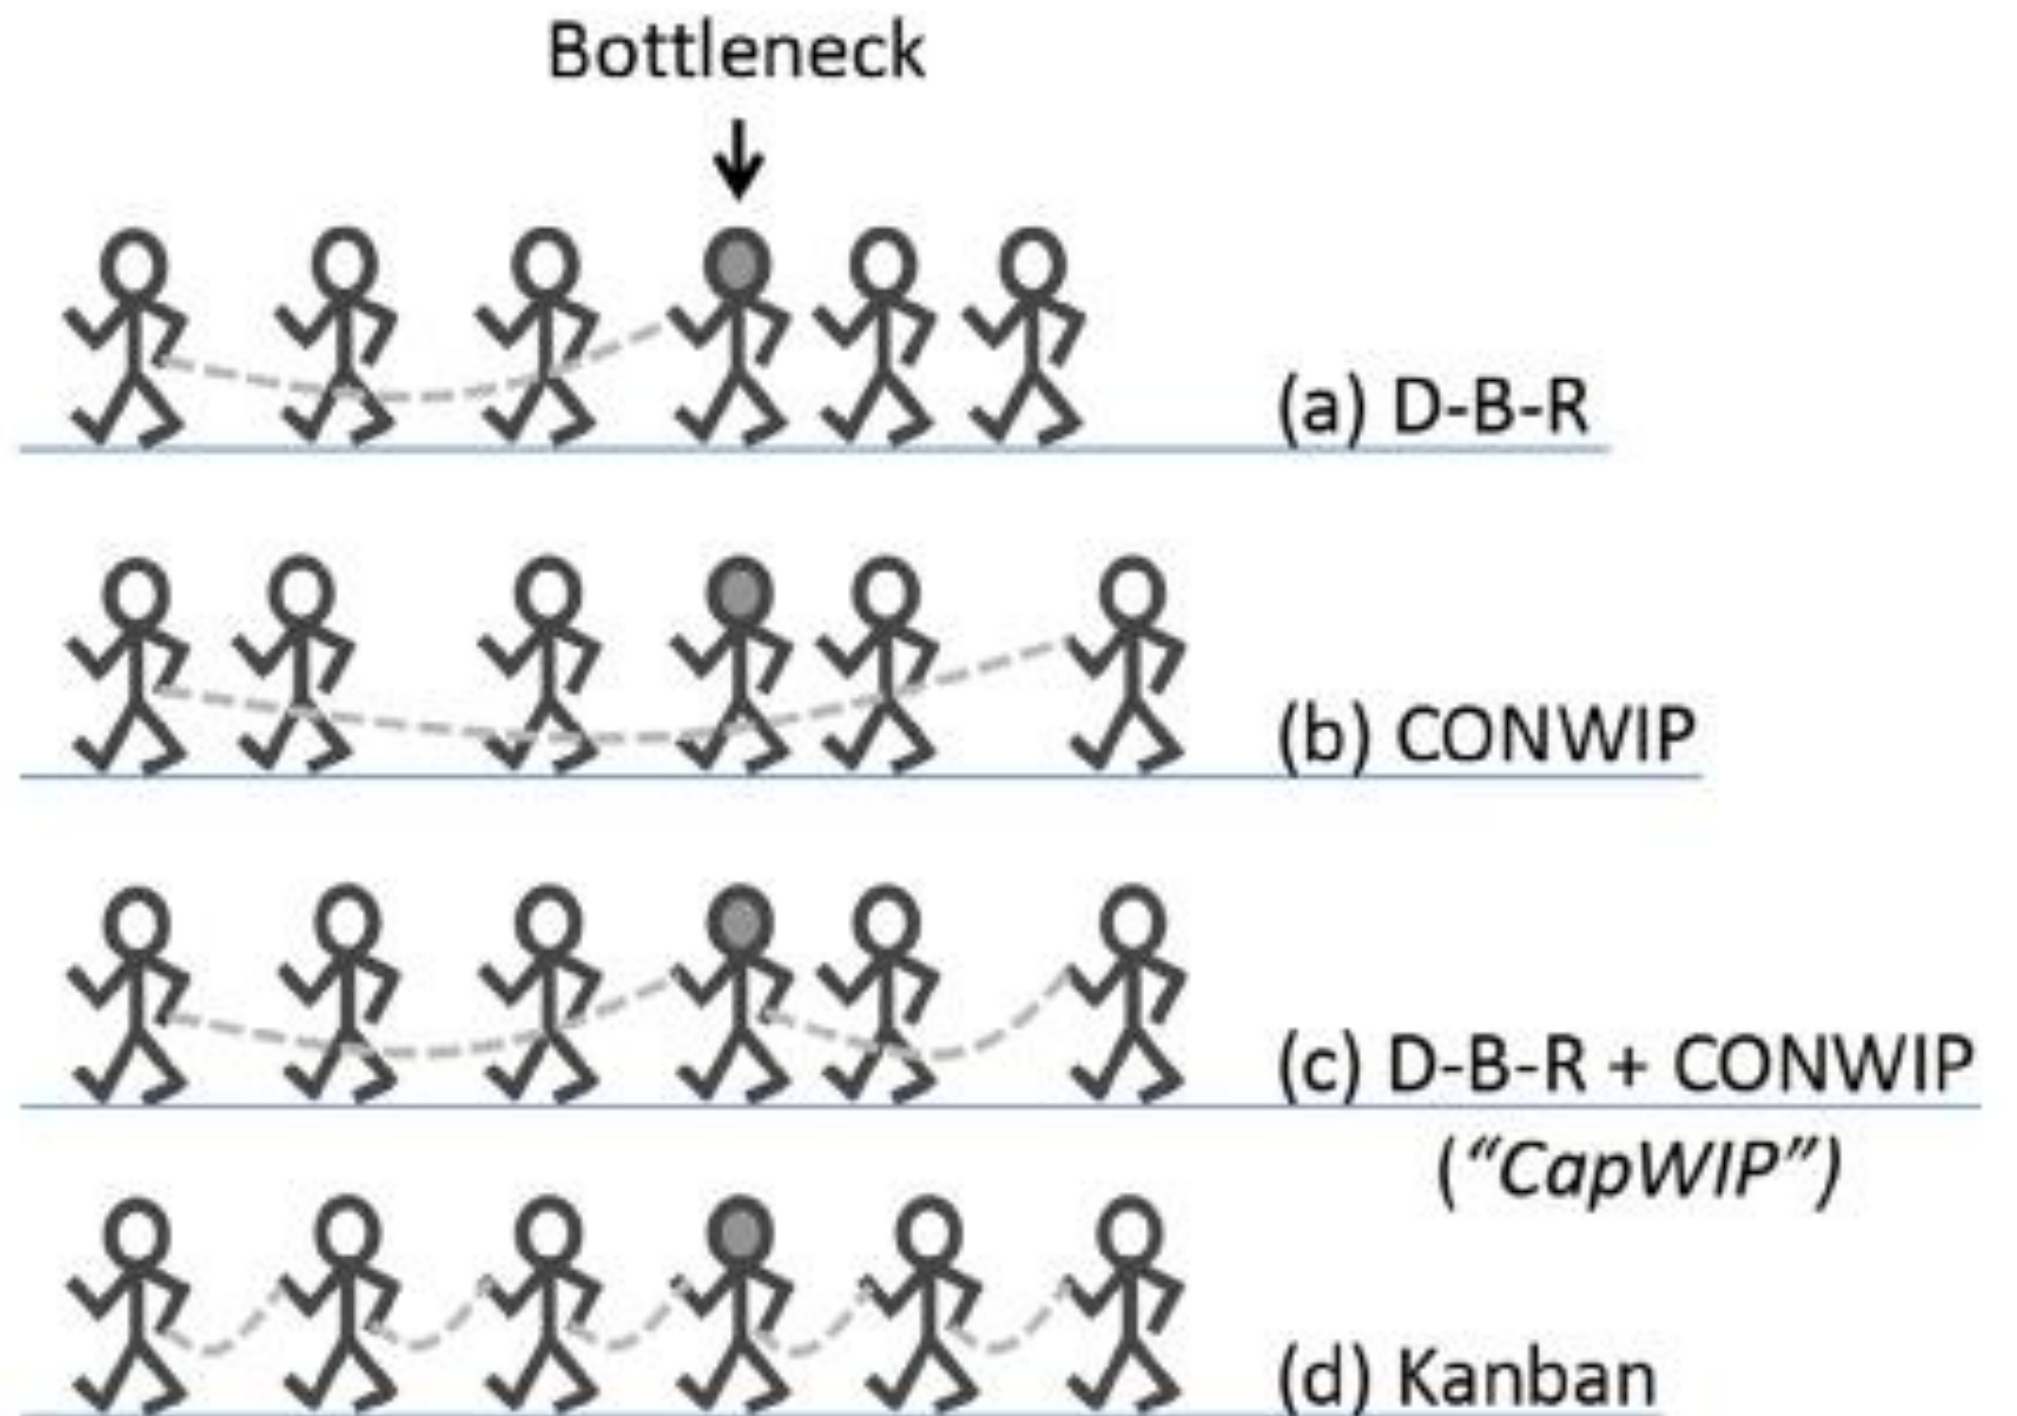 Bottleneck
(a) D-B-R
(b) CONWIP
(c) D-B-R + CONWIP
(“CapWIP”)
(d) Kanban